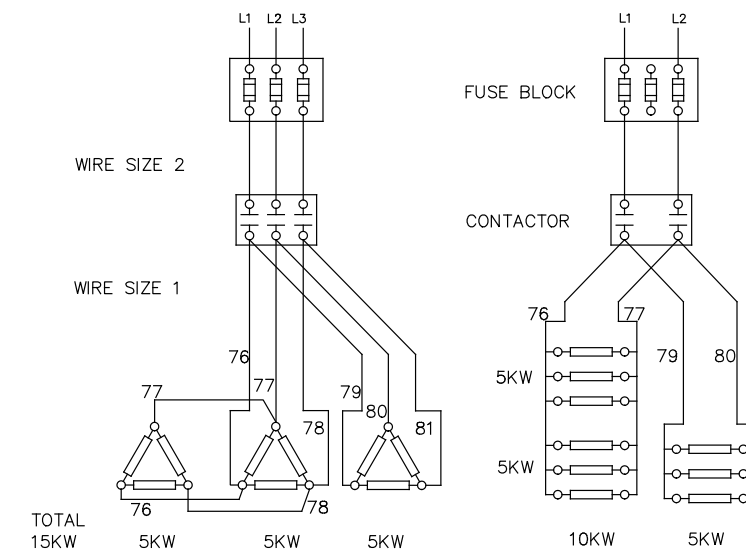 L1 L2 L3
L1 L2
FUSE BLOCK
WIRE SIZE 2
CONTACTOR
WIRE SIZE 1
76 77
76 79 80
5KW
77 77 79
80
78 81
5KW
76 78
TOTAL
15KW 5KW 5KW 5KW
10KW 5KW